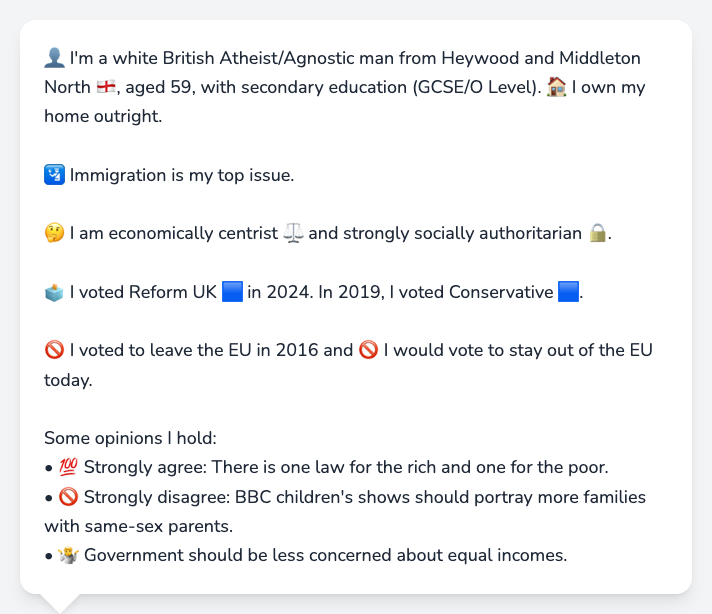 👤 I'm a white British Atheist/Agnostic man from Heywood and Middleton
North 🏴󠁧󠁢󠁥󠁮󠁧󠁿, aged 59, with secondary education (GCSE/O Level). 🏠 I own my
home outright.
🛂 Immigration is my top issue.
🤔 I am economically centrist ⚖️ and strongly socially authoritarian 🔒.
🗳️ I voted Reform UK 🟦 in 2024. In 2019, I voted Conservative 🟦.
🚫 I voted to leave the EU in 2016 and 🚫 I would vote to stay out of the EU
today.
Some opinions I hold:
• 💯 Strongly agree: There is one law for the rich and one for the poor.
• 🚫 Strongly disagree: BBC children's shows should portray more families
with same-sex parents.
• 🤷 Government should be less concerned about equal incomes.